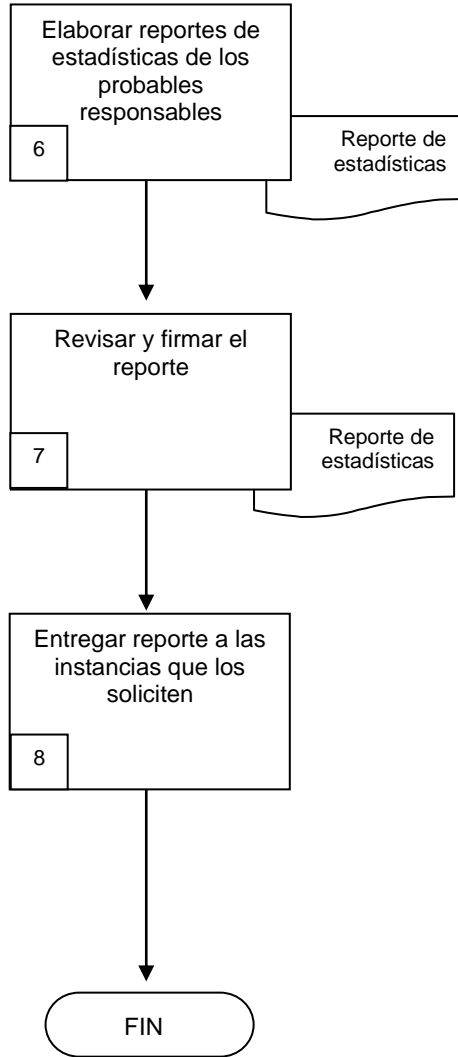 Elaborar reportes de
estadísticas de los
probables
responsables
6
Reporte de
estadísticas
Revisar y firmar el
reporte
7
Reporte de
estadísticas
Entregar reporte a las
instancias que los
soliciten
8
FIN